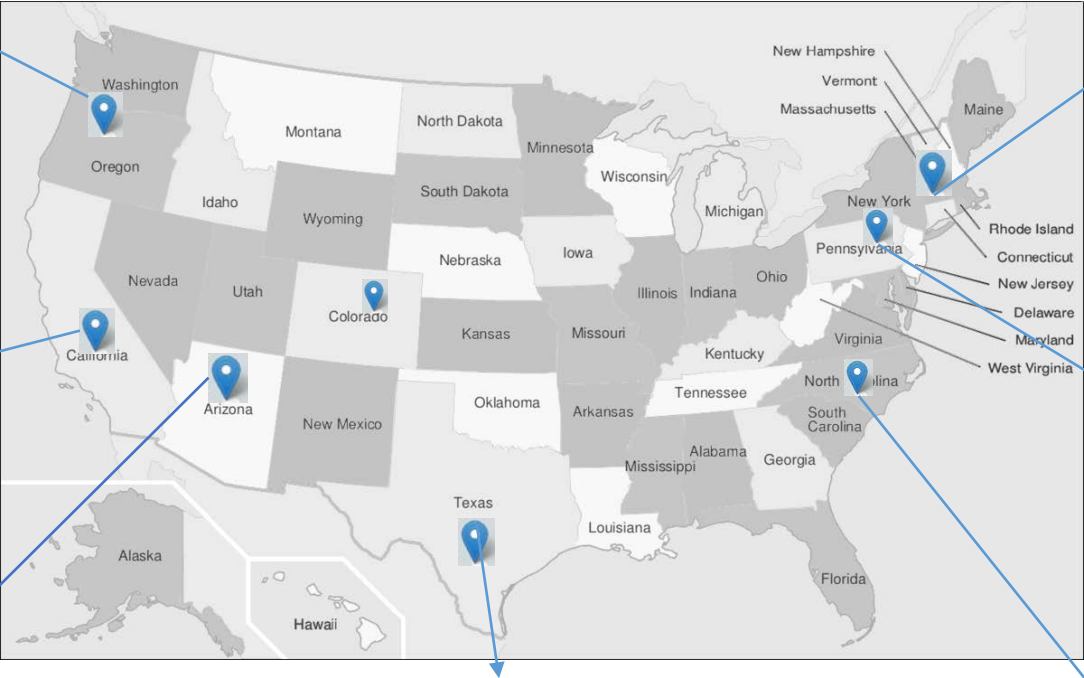 New Hampshire
Vermont
Massachusetts
Maine
Washington
Montana
North Dakota
Minnesota
Oregon
Idaho
South Dakota
Wisconsin
Michigan
New York
Wyoming
Rhode Island
Pennsylvania
Connecticut
Iowa
Nebraska
Nevada
Utah
Ohio
Illinois
Indiana
New Jersey
Colorado
Delaware
Kansas
Missouri
Virginia
Maryland
California
Kentucky
West Virginia
Arizona
North
Tennessee
Oklahoma
Arkansas
New Mexico
South
Carolina
Alabama
Georgia
Mississippi
Texas
Louisiana
Alaska
Florida
Hawaii